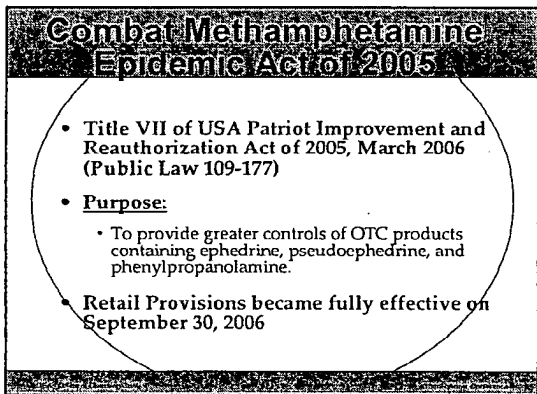 Combat Methamphetamine
Epidemic Act of 2005
• Title VII of USA Patriot Improvement and
Reauthorization Act of 2005, March 2006
(Public Law 109-177)
• Purpose:
• To provide greater controls of OTC products
containing ephedrine, pseudoephedrine, and
phenylpropanolamine.
• Retail Provisions became fully effective on
September 30, 2006